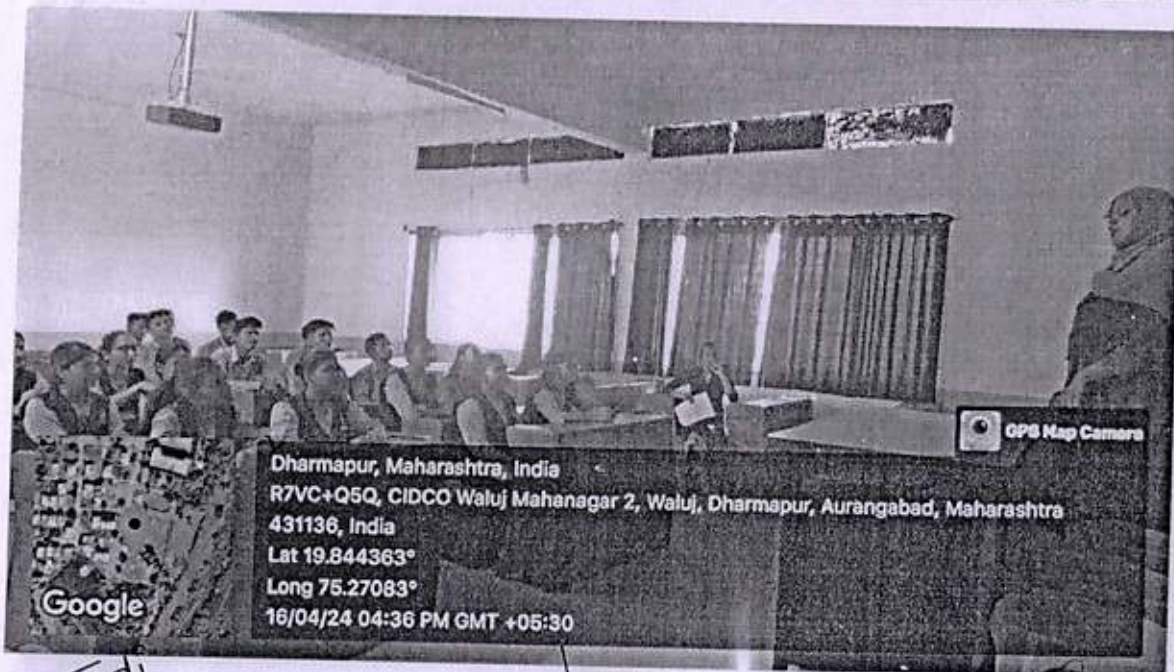 GPS Map Camera
Dharmapur, Maharashtra, India
R7VC+Q5Q, CIDCO Waluj Mahanagar 2, Waluj, Dharmapur, Aurangabad, Maharashtra
431136, India
Lat 19.844363°
Long 75.27083°
16/04/24 04:36 PM GMT +05:30
Google